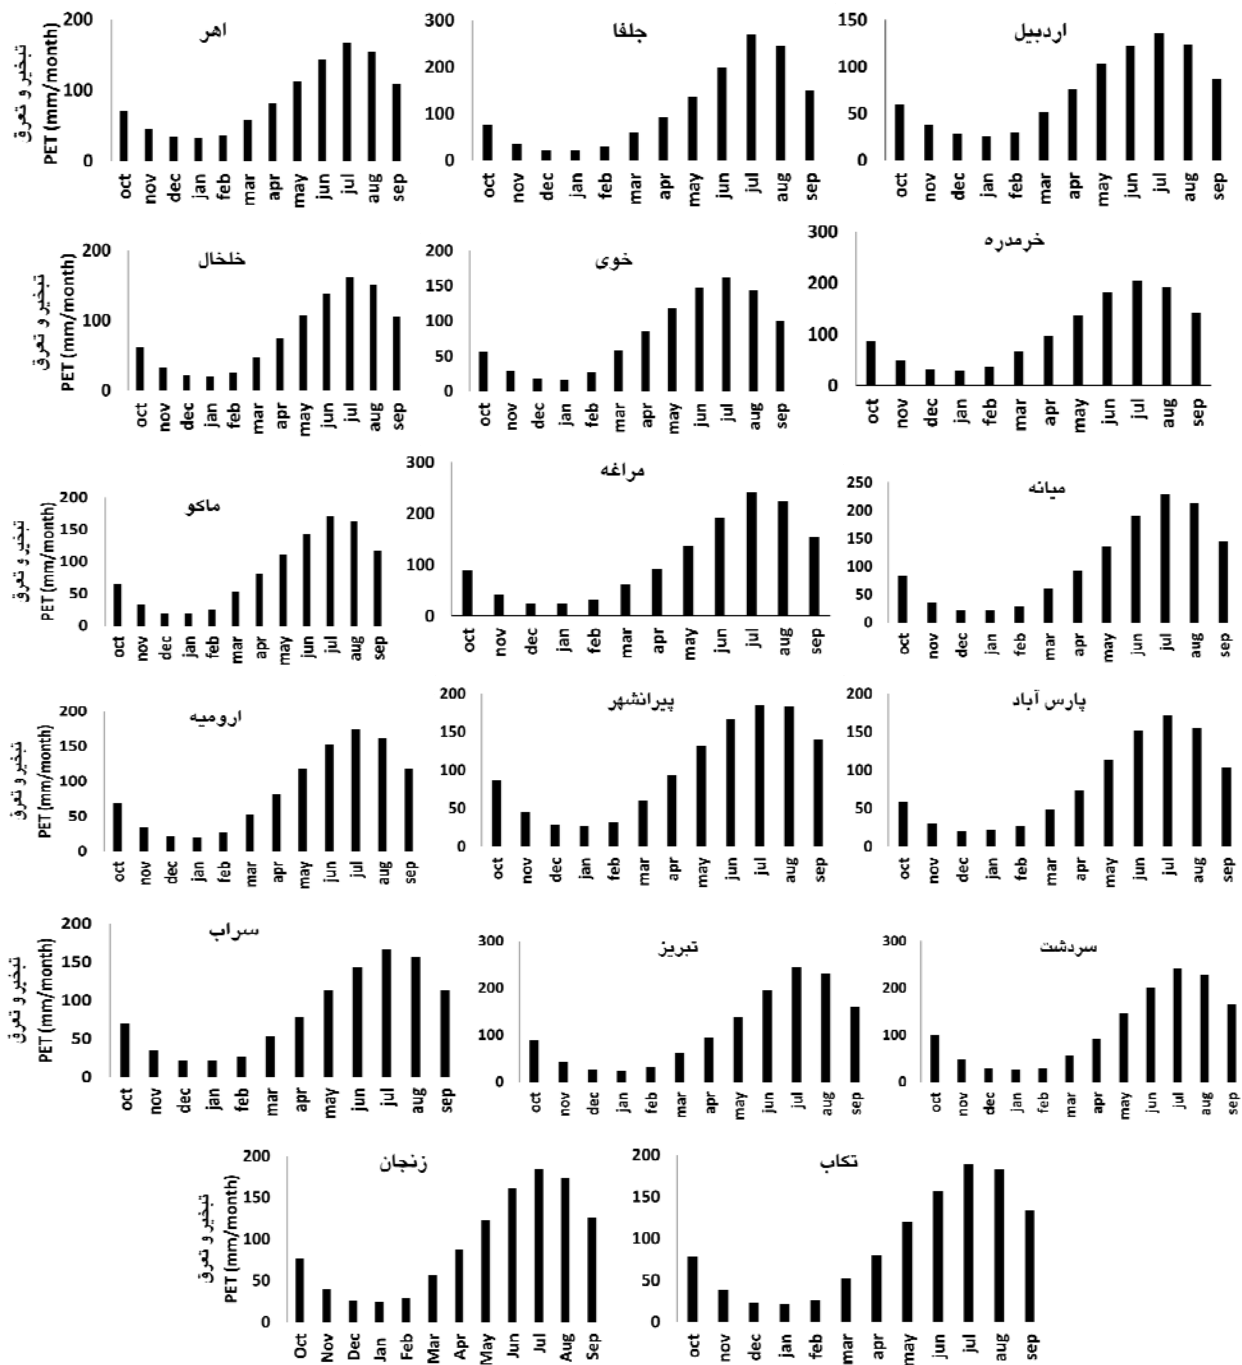 اهر
200
100
0
تبخیر و تعرق
PET (mm/month)
oct nov dec jan feb mar apr may jun jul aug sep
جلفا
300
200
100
0
oct nov dec jan feb mar apr may jun jul aug sep
اردبیل
150
100
50
0
oct nov dec jan feb mar apr may jun jul aug sep
خلخال
200
100
0
تبخیر و تعرق
PET (mm/month)
oct nov dec jan feb mar apr may jun jul aug sep
خوی
200
150
100
50
0
oct nov dec jan feb mar apr may jun jul aug sep
خرمدره
300
200
100
0
oct nov dec jan feb mar apr may jun jul aug sep
ماکو
200
150
100
50
0
تبخیر و تعرق
PET (mm/month)
oct nov dec jan feb mar apr may jun jul aug sep
مراغه
300
200
100
0
oct nov dec jan feb mar apr may jun jul aug sep
میانه
250
200
150
100
50
0
oct nov dec jan feb mar apr may jun jul aug sep
ارومیه
200
150
100
50
0
تبخیر و تعرق
PET (mm/month)
oct nov dec jan feb mar apr may jun jul aug sep
پیرانشهر
200
150
100
50
0
oct nov dec jan feb mar apr may jun jul aug sep
پارس آباد
200
150
100
50
0
oct nov dec jan feb mar apr may jun jul aug sep
سراب
200
150
100
50
0
تبخیر و تعرق
PET (mm/month)
oct nov dec jan feb mar apr may jun jul aug sep
تبریز
300
200
100
0
oct nov dec jan feb mar apr may jun jul aug sep
سردشت
300
200
100
0
oct nov dec jan feb mar apr may jun jul aug sep
زنجان
200
150
100
50
0
تبخیر و تعرق
PET (mm/month)
Oct Nov Dec Jan Feb Mar Apr May Jun Jul Aug Sep
تکاب
200
150
100
50
0
oct nov dec jan feb mar apr may jun jul aug sep